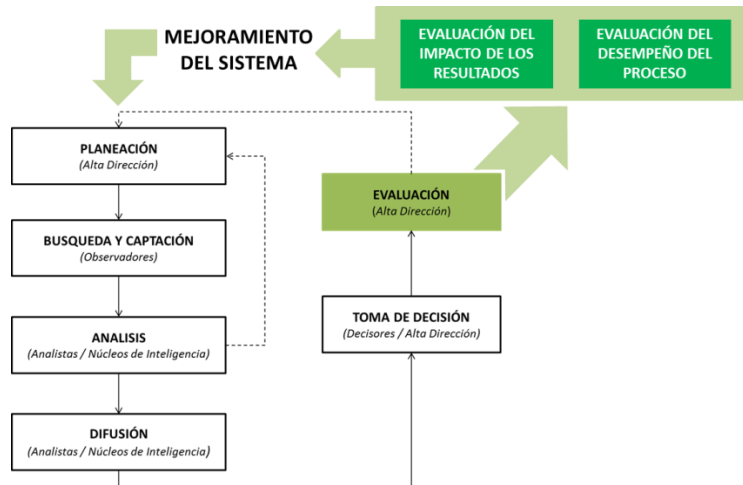 MEJORAMIENTO
DEL SISTEMA
EVALUACIÓN DEL
IMPACTO DE LOS
RESULTADOS
EVALUACIÓN DEL
DESEMPEÑO DEL
PROCESO
PLANEACIÓN
(Alta Dirección)
EVALUACIÓN
(Alta Dirección)
BUSQUEDA Y CAPTACIÓN
(Observadores)
TOMA DE DECISIÓN
(Decisores / Alta Dirección)
ANALISIS
(Analistas / Núcleos de Inteligencia)
DIFUSIÓN
(Analistas / Núcleos de Inteligencia)